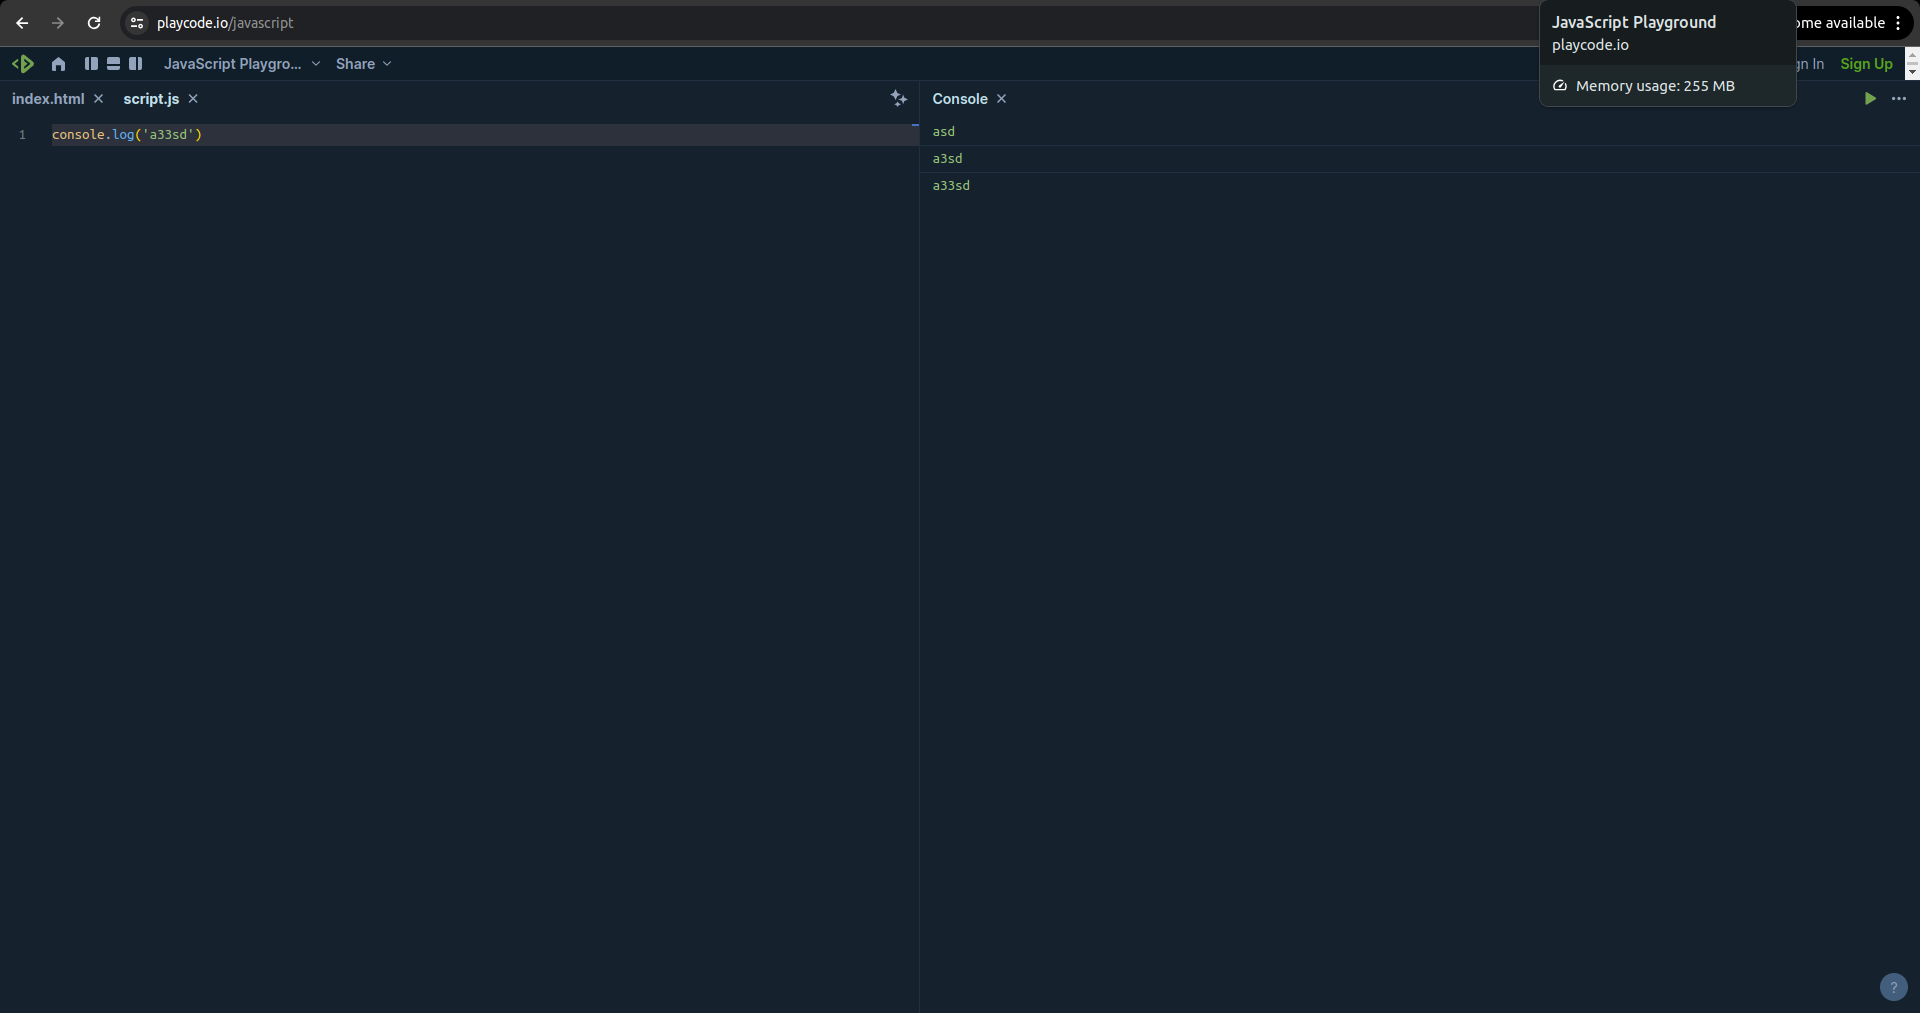 playcode.io/javascript
JavaScript Playground
playcode.io
Memory usage: 255 MB
ome available
JavaScript Playgro...
Share
gn In
Sign Up
index.html
script.js
Console
1 console.log('a33sd')
asd
a3sd
a33sd
?